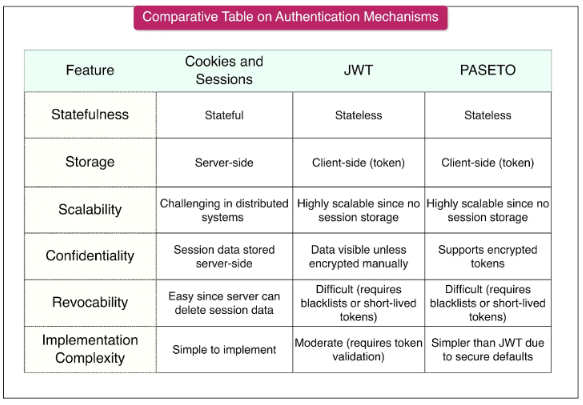 Comparative Table on Authentication Mechanisms
Feature
Cookies and
Sessions
JWT
PASETO
Statefulness
Stateful
Stateless
Stateless
Storage
Server-side
Client-side (token)
Client-side (token)
Scalability
Challenging in distributed
systems
Highly scalable since no
session storage
Highly scalable since no
session storage
Confidentiality
Session data stored
server-side
Data visible unless
encrypted manually
Supports encrypted
tokens
Revocability
Easy since server can
delete session data
Difficult (requires
blacklists or short-lived
tokens)
Difficult (requires
blacklists or short-lived
tokens)
Implementation
Complexity
Simple to implement
Moderate (requires token
validation)
Simpler than JWT due
to secure defaults